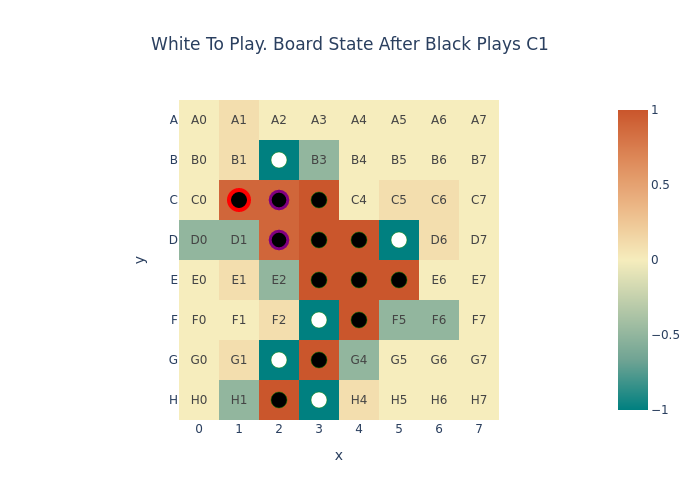 White To Play. Board State After Black Plays C1
A A0 A1 A2 A3 A4 A5 A6 A7
B B0 B1 B3 B4 B5 B6 B7
C C0 C4 C5 C6 C7
D D0 D1 D6 D7
E E0 E1 E2 E6 E7
F F0 F1 F2 F5 F6 F7
G G0 G1 G4 G5 G6 G7
H H0 H1 H4 H5 H6 H7
0 1 2 3 4 5 6 7
x
y
1
0.5
0
−0.5
−1